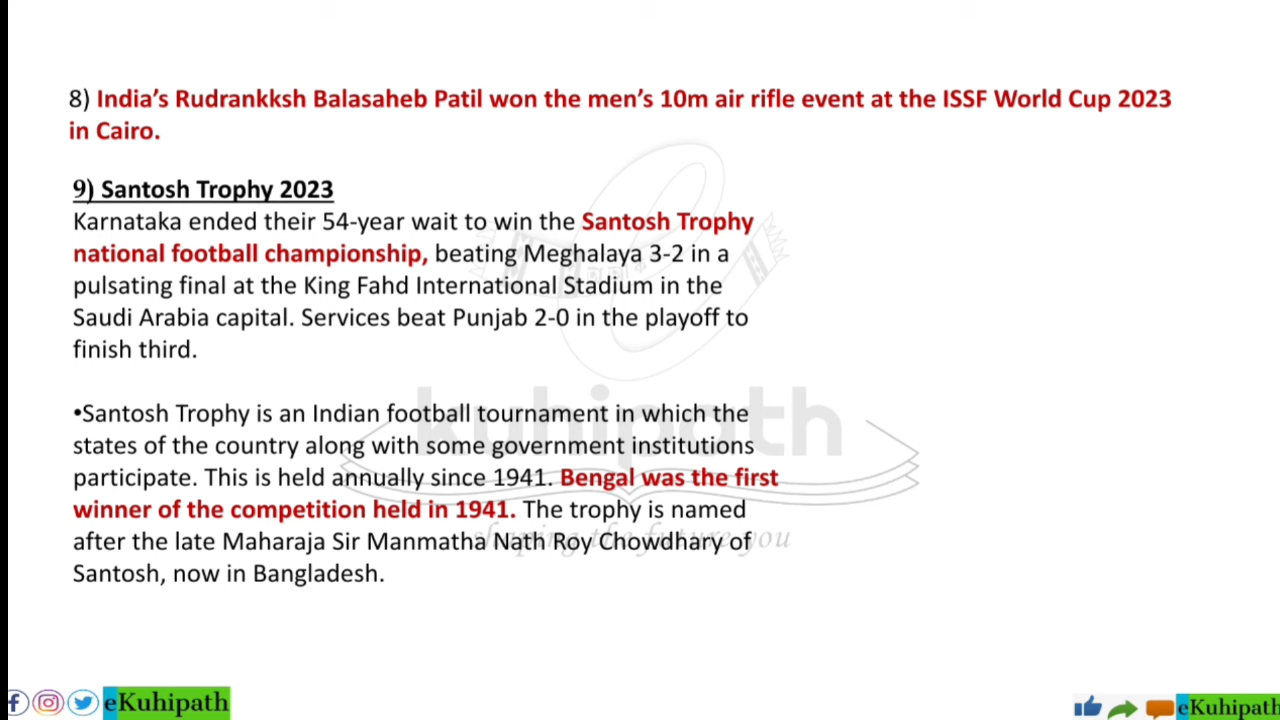 8) India's Rudrankksh Balasaheb Patil won the men's 10m air rifle event at the ISSF World Cup 2023
in Cairo.
9) Santosh Trophy 2023
Karnataka ended their 54-year wait to win the Santosh Trophy
national football championship, beating Meghalaya 3-2 in a
pulsating final at the King Fahd International Stadium in the
Saudi Arabia capital. Services beat Punjab 2-0 in the playoff to
finish third.
•Santosh Trophy is an Indian football tournament in which the
states of the country along with some government institutions
participate. This is held annually since 1941. Bengal was the first
winner of the competition held in 1941. The trophy is named
after the late Maharaja Sir Manmatha Nath Roy Chowdhary of
Santosh, now in Bangladesh.
kuhipath
shaping the future you
eKuhipath
eKuhipath